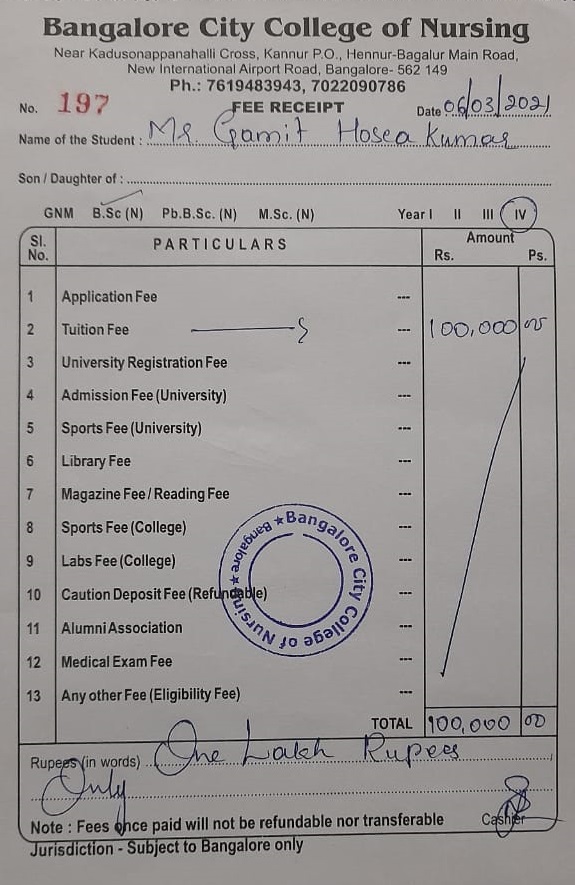 Bangalore City College of Nursing
Near Kadusonappanahalli Cross, Kannur P.O., Hennur-Bagalur Main Road,
New International Airport Road, Bangalore- 562 149
Ph.: 7619483943, 7022090786
No. 197 FEE RECEIPT Date 06/03/2021
Name of the Student : Mr Gamit Hosea Kumar
Son / Daughter of :
GNM B.Sc (N) Pb.B.Sc. (N) M.Sc. (N) Year I II III IV
Sl. No. PARTICULARS Amount Rs. Ps.
1 Application Fee ---
2 Tuition Fee --- 100,000 00
3 University Registration Fee ---
4 Admission Fee (University) ---
5 Sports Fee (University) ---
6 Library Fee ---
7 Magazine Fee / Reading Fee ---
8 Sports Fee (College) ---
9 Labs Fee (College) ---
10 Caution Deposit Fee (Refundable) ---
11 Alumni Association ---
12 Medical Exam Fee ---
13 Any other Fee (Eligibility Fee) ---
Bangalore City College of Nursing ★ Bangalore ★
TOTAL 100,000 00
Rupees (in words) One Lakh Rupees
Only
Note : Fees once paid will not be refundable nor transferable Cashier
Jurisdiction - Subject to Bangalore only